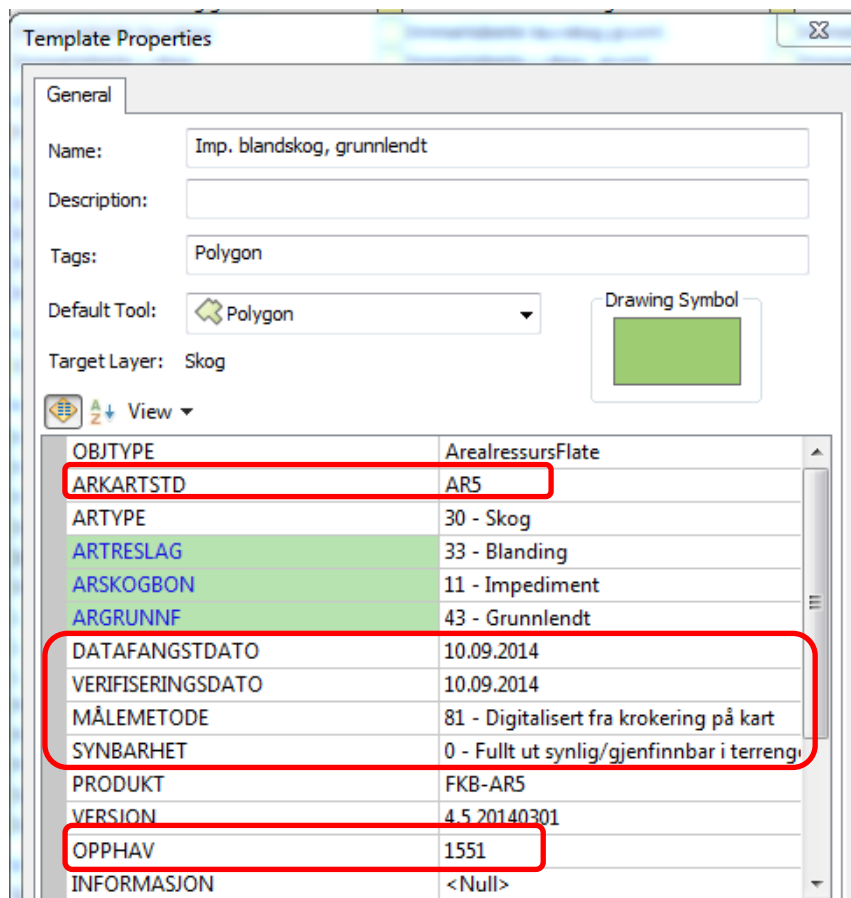 Template Properties
General
Name: Imp. blandskog, grunnlendt
Description:
Tags: Polygon
Default Tool: Polygon
Drawing Symbol
Target Layer: Skog
View
OBJTYPE ArealressursFlate
ARKARTSTD AR5
ARTYPE 30 - Skog
ARTRESLAG 33 - Blanding
ARSKOGBON 11 - Impediment
ARGRUNNF 43 - Grunnlendt
DATAFANGSTDATO 10.09.2014
VERIFISERINGSDATO 10.09.2014
MÅLEMETODE 81 - Digitalisert fra krokering på kart
SYNBARHET 0 - Fullt ut synlig/gjenfinnbar i terreng
PRODUKT FKB-AR5
VERSJON 4.5 20140301
OPPHAV 1551
INFORMASJON <Null>